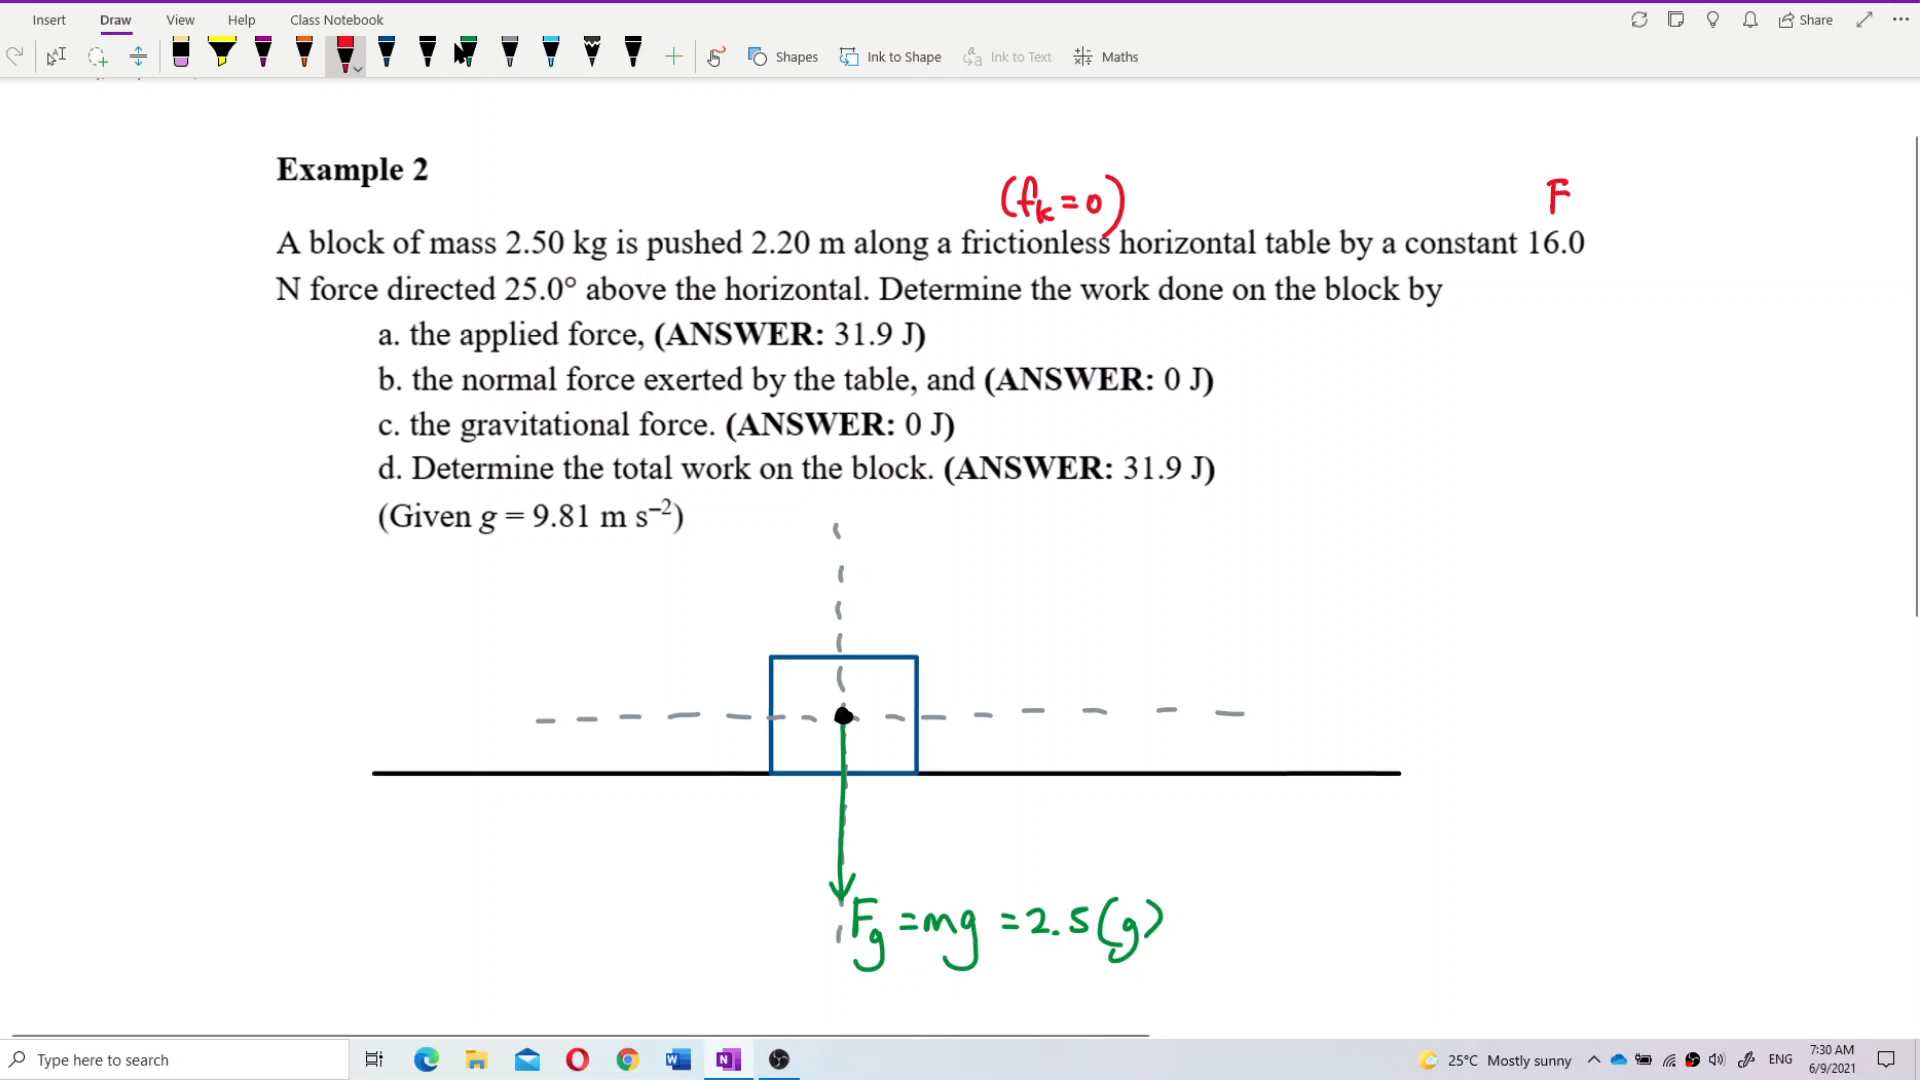 Insert Draw View Help Class Notebook
Share
Shapes Ink to Shape Ink to Text Maths
Example 2
(fk = 0)
F
A block of mass 2.50 kg is pushed 2.20 m along a frictionless horizontal table by a constant 16.0
N force directed 25.0° above the horizontal. Determine the work done on the block by
a. the applied force, (ANSWER: 31.9 J)
b. the normal force exerted by the table, and (ANSWER: 0 J)
c. the gravitational force. (ANSWER: 0 J)
d. Determine the total work on the block. (ANSWER: 31.9 J)
(Given g = 9.81 m s⁻²)
Fg = mg = 2.5(g)
Type here to search
25°C Mostly sunny
ENG
7:30 AM
6/9/2021